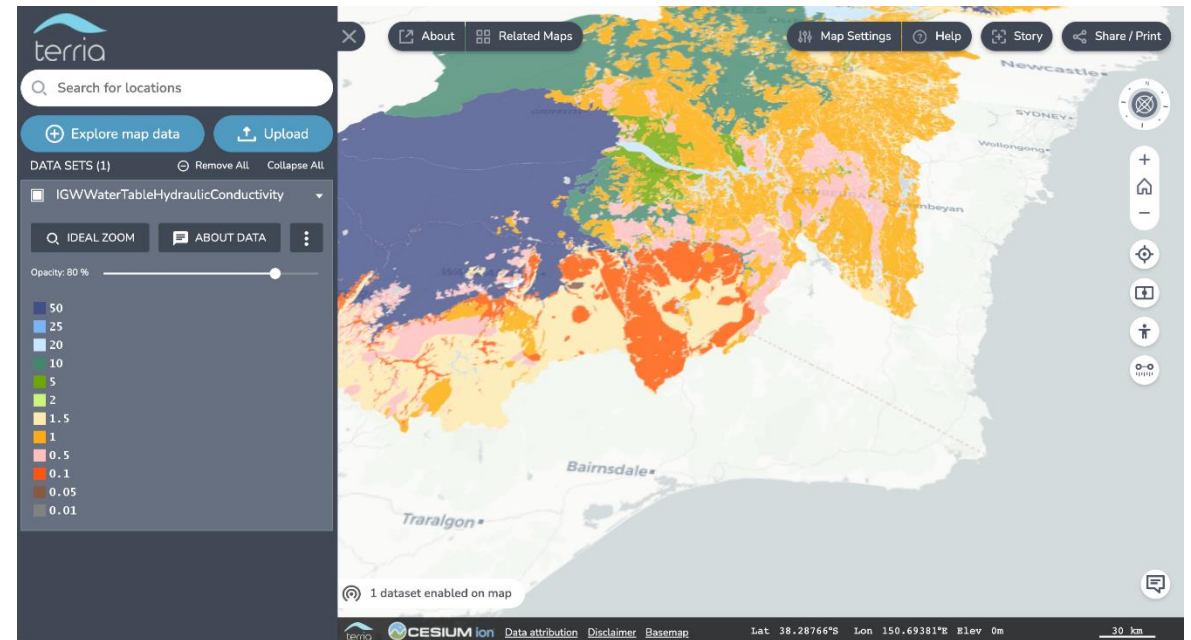 terria
Search for locations
Explore map data
Upload
DATA SETS (1)
Remove All
Collapse All
IGWWaterTableHydraulicConductivity
IDEAL ZOOM
ABOUT DATA
Opacity: 80 %
50
25
20
10
5
2
1.5
1
0.5
0.1
0.05
0.01
About
Related Maps
Map Settings
Help
Story
Share / Print
Newcastle
SYDNEY
Wollongong
Bairnsdale
Traralgon
1 dataset enabled on map
terria
CESIUM ion
Data attribution
Disclaimer
Basemap
Lat 38.28766°S Lon 150.69381°E Elev 0m
30 km